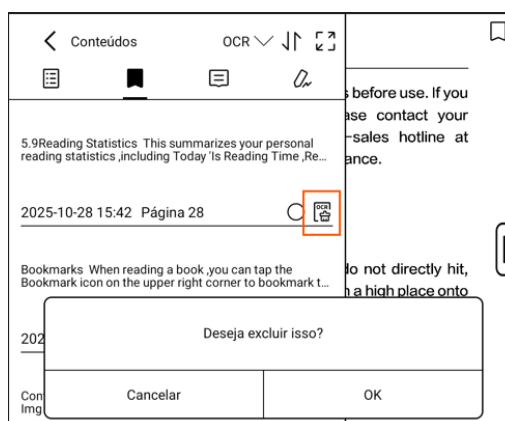 Conteúdos
OCR
5.9Reading Statistics This summarizes your personal
reading statistics ,including Today 'Is Reading Time ,Re...
2025-10-28 15:42 Página 28
OCR
Bookmarks When reading a book ,you can tap the
Bookmark icon on the upper right corner to bookmark t...
202
Deseja excluir isso?
Cancelar
OK
Con
Img
before use. If you
ase contact your
-sales hotline at
ance.
do not directly hit,
a high place onto